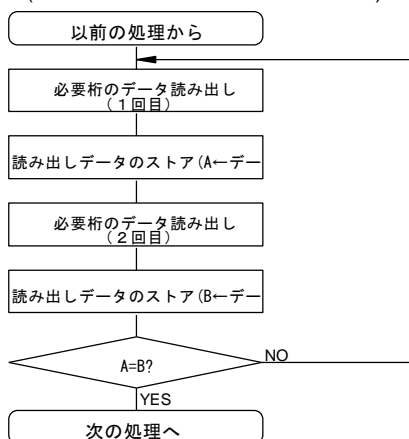 以前の処理から
必要桁のデータ読み出し
(1回目)
読み出しデータのストア(A←デー
必要桁のデータ読み出し
(2回目)
読み出しデータのストア(B←デー
A=B?
NO
YES
次の処理へ